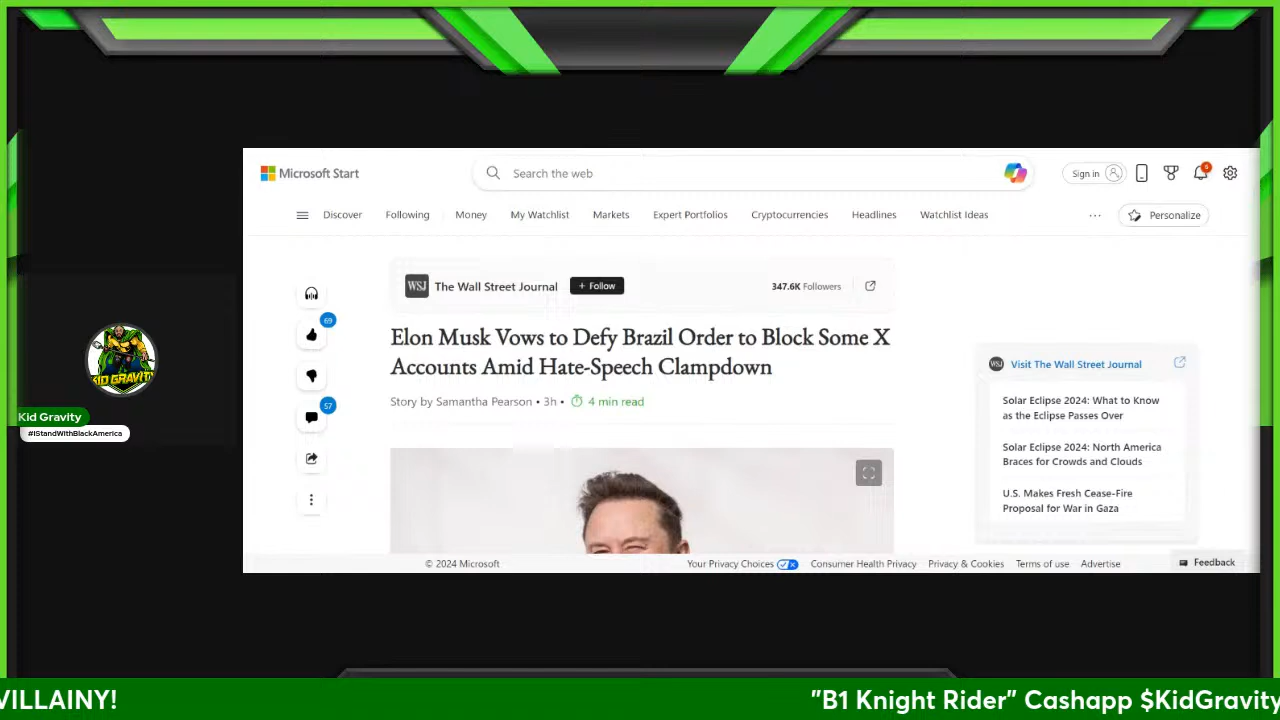 Microsoft Start
Search the web
Sign in
5
Discover
Following
Money
My Watchlist
Markets
Expert Portfolios
Cryptocurrencies
Headlines
Watchlist Ideas
Personalize
WSJ The Wall Street Journal
+ Follow
347.6K Followers
69
Elon Musk Vows to Defy Brazil Order to Block Some X
Accounts Amid Hate-Speech Clampdown
Story by Samantha Pearson • 3h • 4 min read
57
WSJ Visit The Wall Street Journal
Solar Eclipse 2024: What to Know
as the Eclipse Passes Over
Solar Eclipse 2024: North America
Braces for Crowds and Clouds
U.S. Makes Fresh Cease-Fire
Proposal for War in Gaza
KID GRAVITY
Kid Gravity
#IStandWithBlackAmerica
© 2024 Microsoft
Your Privacy Choices
Consumer Health Privacy
Privacy & Cookies
Terms of use
Advertise
Feedback
VILLAINY!
"B1 Knight Rider" Cashapp $KidGravity